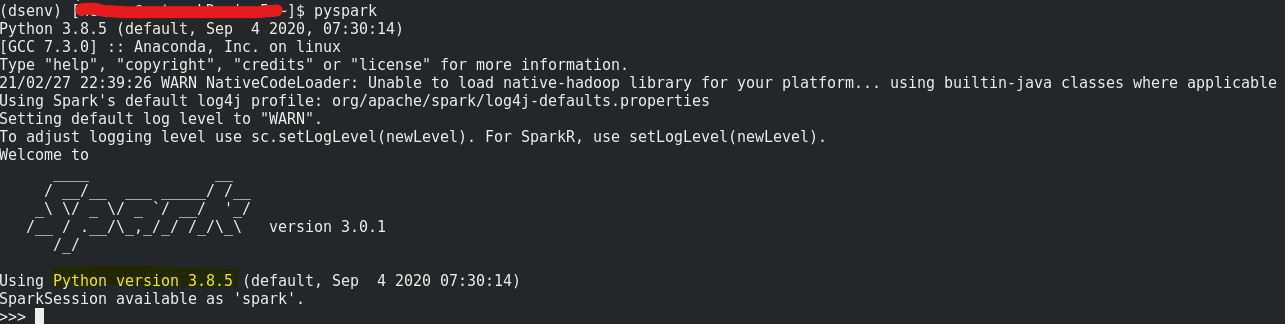 (dsenv) [ ~]$ pyspark
Python 3.8.5 (default, Sep  4 2020, 07:30:14)
[GCC 7.3.0] :: Anaconda, Inc. on linux
Type "help", "copyright", "credits" or "license" for more information.
21/02/27 22:39:26 WARN NativeCodeLoader: Unable to load native-hadoop library for your platform... using builtin-java classes where applicable
Using Spark's default log4j profile: org/apache/spark/log4j-defaults.properties
Setting default log level to "WARN".
To adjust logging level use sc.setLogLevel(newLevel). For SparkR, use setLogLevel(newLevel).
Welcome to
      ____              __
     / __/__  ___ _____/ /__
    _\ \/ _ \/ _ `/ __/  '_/
   /__ / .__/\_,_/_/ /_/\_\   version 3.0.1
      /_/
Using Python version 3.8.5 (default, Sep  4 2020 07:30:14)
SparkSession available as 'spark'.
>>>